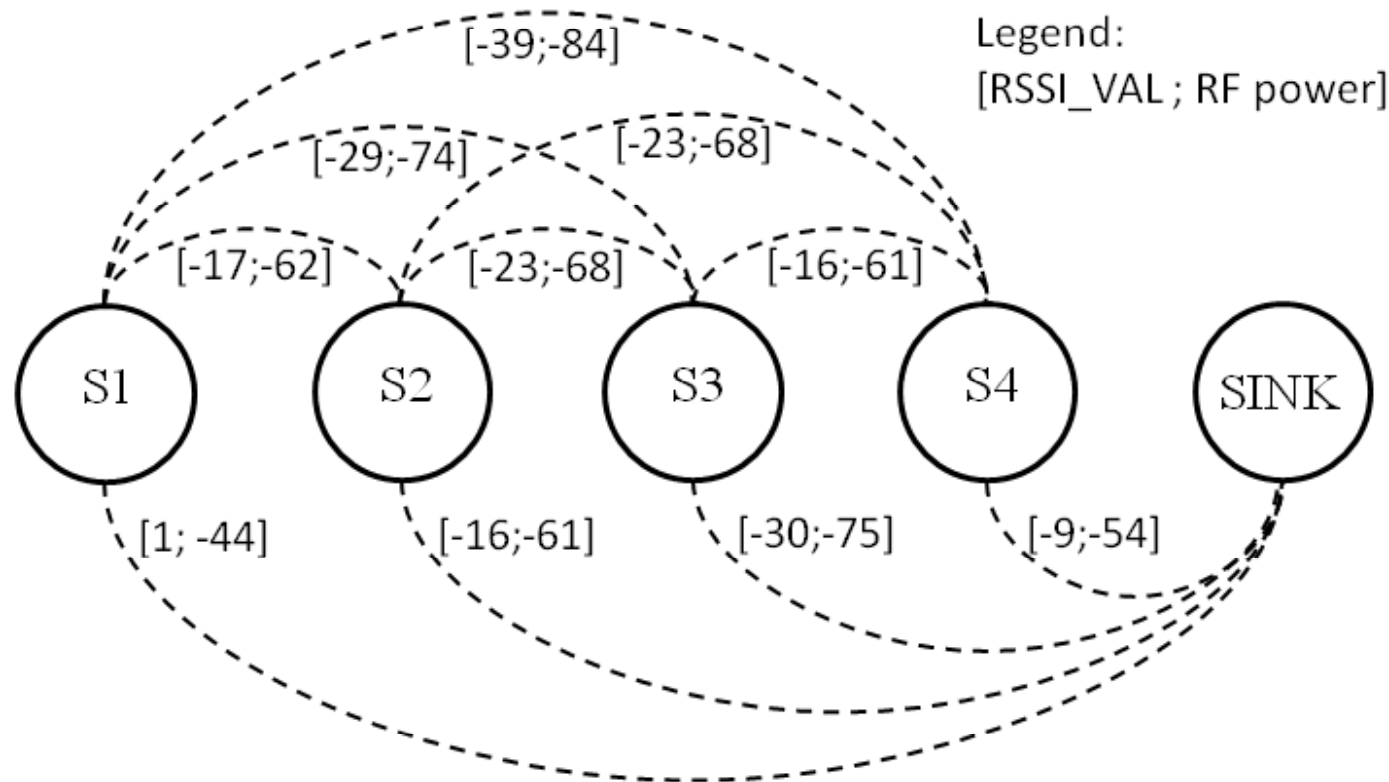 [-39;-84]
Legend:
[RSSI_VAL ; RF power]
[-29;-74]
[-23;-68]
[-17;-62]
[-23;-68]
[-16;-61]
S1
S2
S3
S4
SINK
[1; -44]
[-16;-61]
[-30;-75]
[-9;-54]